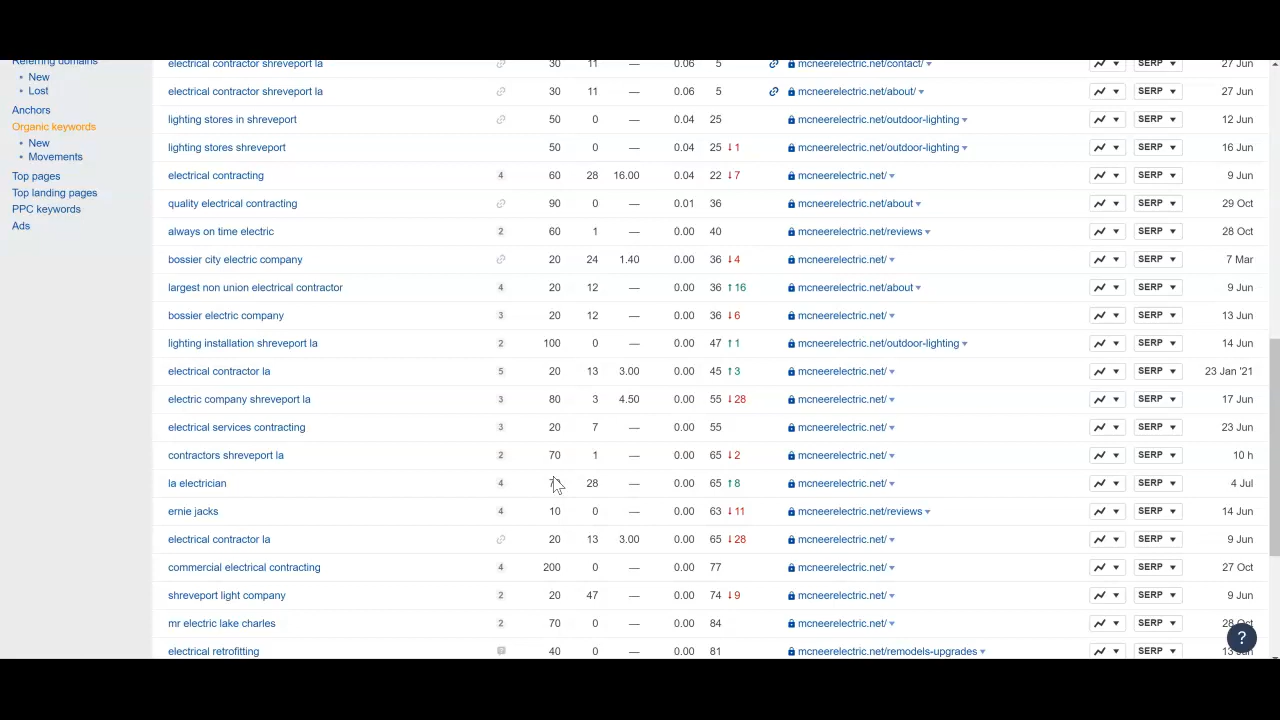 Referring domains
New
Lost
Anchors
Organic keywords
New
Movements
Top pages
Top landing pages
PPC keywords
Ads
electrical contractor shreveport la 30 11 — 0.06 5 mcneerelectric.net/contact/ SERP 27 Jun
electrical contractor shreveport la 30 11 — 0.06 5 mcneerelectric.net/about/ SERP 27 Jun
lighting stores in shreveport 50 0 — 0.04 25 mcneerelectric.net/outdoor-lighting SERP 12 Jun
lighting stores shreveport 50 0 — 0.04 25 ↓1 mcneerelectric.net/outdoor-lighting SERP 16 Jun
electrical contracting 4 60 28 16.00 0.04 22 ↓7 mcneerelectric.net/ SERP 9 Jun
quality electrical contracting 90 0 — 0.01 36 mcneerelectric.net/about SERP 29 Oct
always on time electric 2 60 1 — 0.00 40 mcneerelectric.net/reviews SERP 28 Oct
bossier city electric company 20 24 1.40 0.00 36 ↓4 mcneerelectric.net/ SERP 7 Mar
largest non union electrical contractor 4 20 12 — 0.00 36 ↑16 mcneerelectric.net/about SERP 9 Jun
bossier electric company 3 20 12 — 0.00 36 ↓6 mcneerelectric.net/ SERP 13 Jun
lighting installation shreveport la 2 100 — 0.00 47 ↑1 mcneerelectric.net/outdoor-lighting SERP 14 Jun
electrical contractor la 5 20 13 3.00 0.00 45 ↑3 mcneerelectric.net/ SERP 23 Jan '21
electric company shreveport la 3 80 3 4.50 0.00 55 ↓28 mcneerelectric.net/ SERP 17 Jun
electrical services contracting 3 20 7 — 0.00 55 mcneerelectric.net/ SERP 23 Jun
contractors shreveport la 2 70 1 — 0.00 65 ↓2 mcneerelectric.net/ SERP 10 h
la electrician 4 28 — 0.00 65 ↑8 mcneerelectric.net/ SERP 4 Jul
ernie jacks 4 10 0 — 0.00 63 ↓11 mcneerelectric.net/reviews SERP 14 Jun
electrical contractor la 20 13 3.00 0.00 65 ↓28 mcneerelectric.net/ SERP 9 Jun
commercial electrical contracting 4 200 0 — 0.00 77 mcneerelectric.net/ SERP 27 Oct
shreveport light company 2 20 47 — 0.00 74 ↓9 mcneerelectric.net/ SERP 9 Jun
mr electric lake charles 2 70 0 — 0.00 84 mcneerelectric.net/ SERP 28 Oct
electrical retrofitting 40 0 — 0.00 81 mcneerelectric.net/remodels-upgrades SERP 13 Jan
?